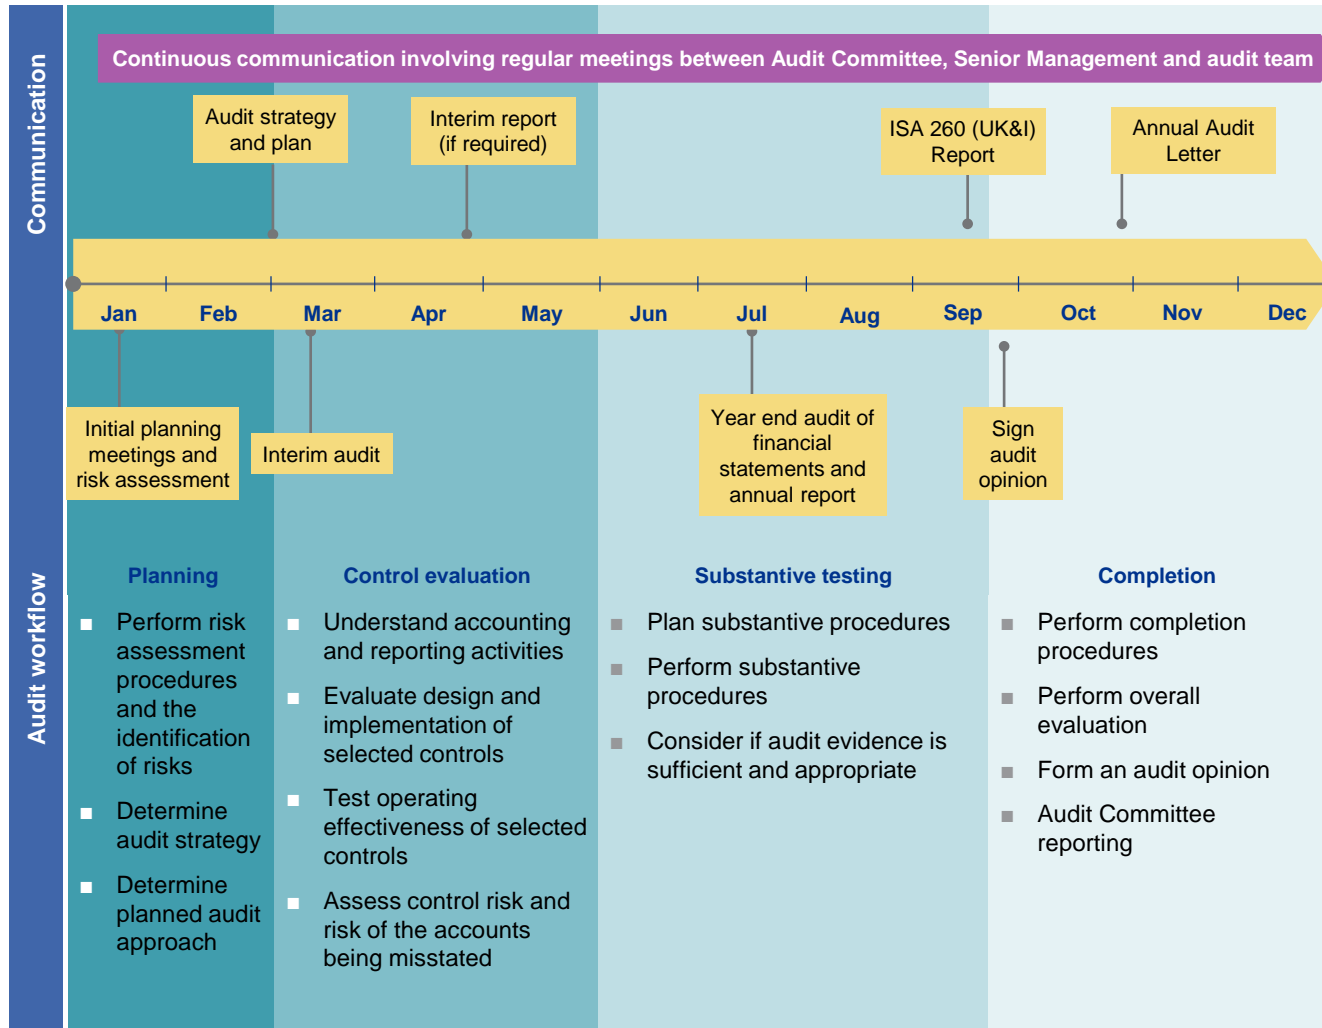 Communication
Continuous communication involving regular meetings between Audit Committee, Senior Management and audit team
Audit strategy
and plan
Interim report
(if required)
ISA 260 (UK&I)
Report
Annual Audit
Letter
Jan Feb Mar Apr May Jun Jul Aug Sep Oct Nov Dec
Initial planning
meetings and
risk assessment
Interim audit
Year end audit of
financial
statements and
annual report
Sign
audit
opinion
Audit workflow
Planning
■ Perform risk
assessment
procedures
and the
identification
of risks
■ Determine
audit strategy
■ Determine
planned audit
approach
Control evaluation
■ Understand accounting
and reporting activities
■ Evaluate design and
implementation of
selected controls
■ Test operating
effectiveness of selected
controls
■ Assess control risk and
risk of the accounts
being misstated
Substantive testing
■ Plan substantive procedures
■ Perform substantive
procedures
■ Consider if audit evidence is
sufficient and appropriate
Completion
■ Perform completion
procedures
■ Perform overall
evaluation
■ Form an audit opinion
■ Audit Committee
reporting